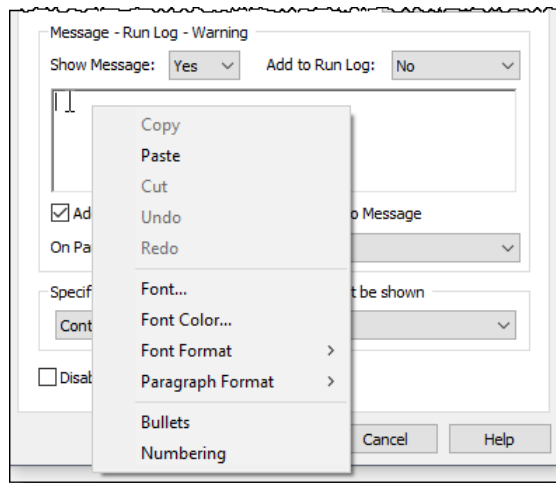 Message - Run Log - Warning
Show Message: Yes Add to Run Log: No
Copy
Paste
Cut
Ad o Message
Undo
On Pa Redo
Specif Font... t be shown
Cont Font Color...
Font Format
Disab Paragraph Format
Bullets
Numbering
Cancel Help